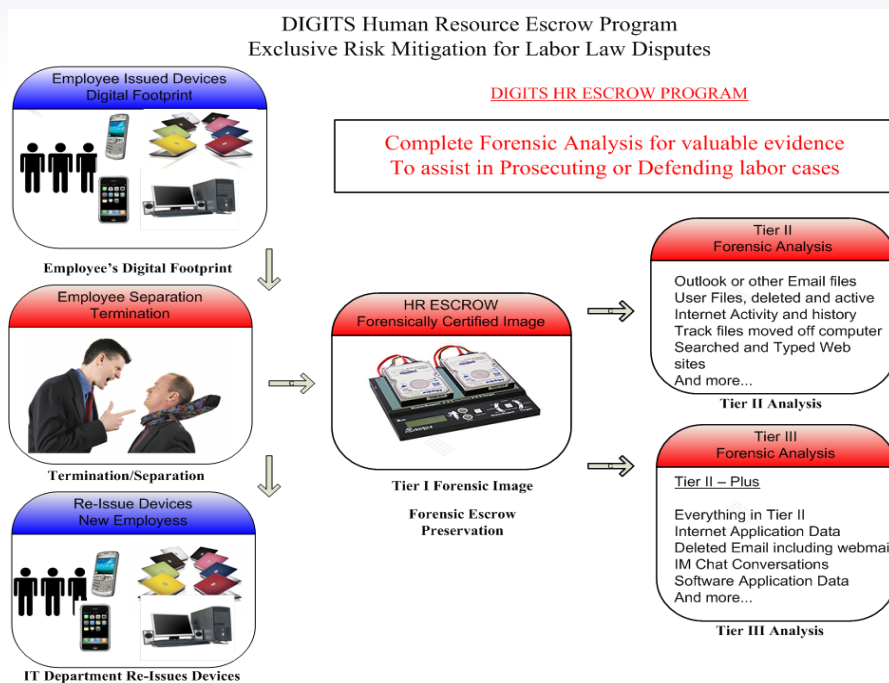 DIGITS Human Resource Escrow Program
Exclusive Risk Mitigation for Labor Law Disputes
Employee Issued Devices
Digital Footprint
Employee's Digital Footprint
DIGITS HR ESCROW PROGRAM
Complete Forensic Analysis for valuable evidence
To assist in Prosecuting or Defending labor cases
Employee Separation
Termination
Termination/Separation
HR ESCROW
Forensically Certified Image
Tier I Forensic Image
Forensic Escrow
Preservation
Tier II
Forensic Analysis
Outlook or other Email files
User Files, deleted and active
Internet Activity and history
Track files moved off computer
Searched and Typed Web
sites
And more...
Tier II Analysis
Tier III
Forensic Analysis
Tier II – Plus
Everything in Tier II
Internet Application Data
Deleted Email including webmai
IM Chat Conversations
Software Application Data
And more...
Tier III Analysis
Re-Issue Devices
New Employess
IT Department Re-Issues Devices